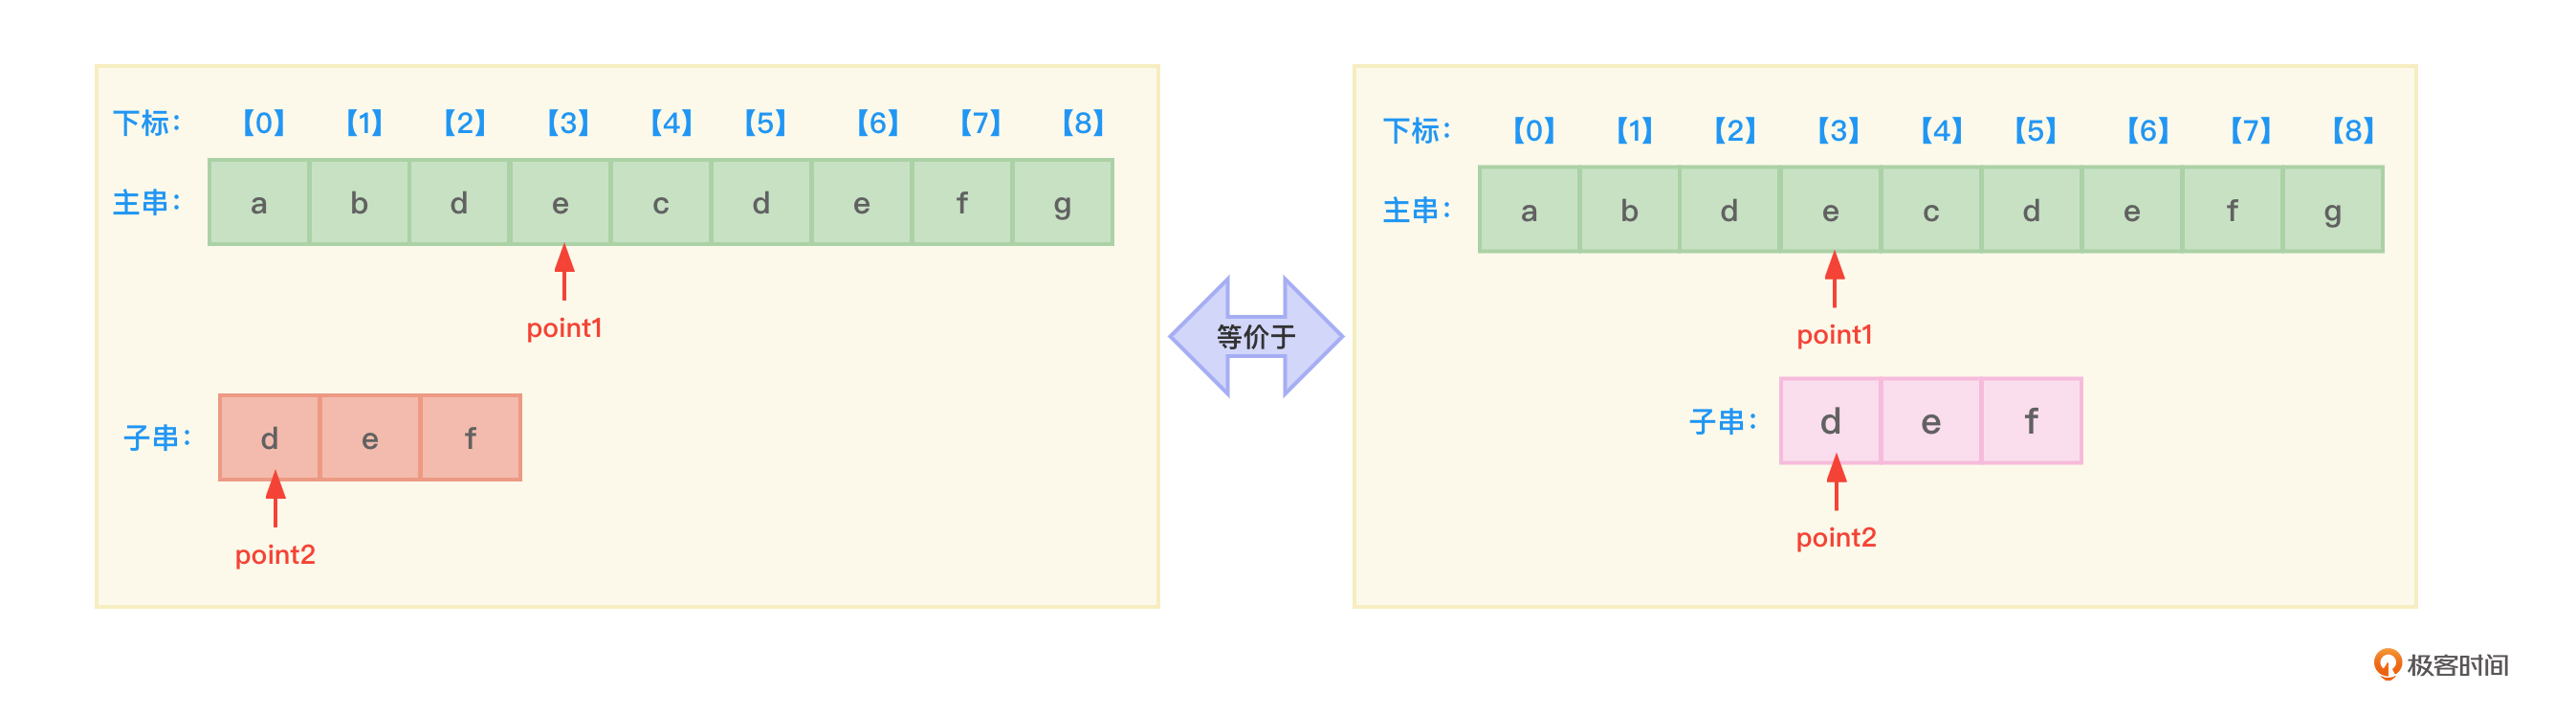 下标： 【0】 【1】 【2】 【3】 【4】 【5】 【6】 【7】 【8】
主串： a b d e c d e f g
point1
子串： d e f
point2
等价于
下标： 【0】 【1】 【2】 【3】 【4】 【5】 【6】 【7】 【8】
主串： a b d e c d e f g
point1
子串： d e f
point2
极客时间